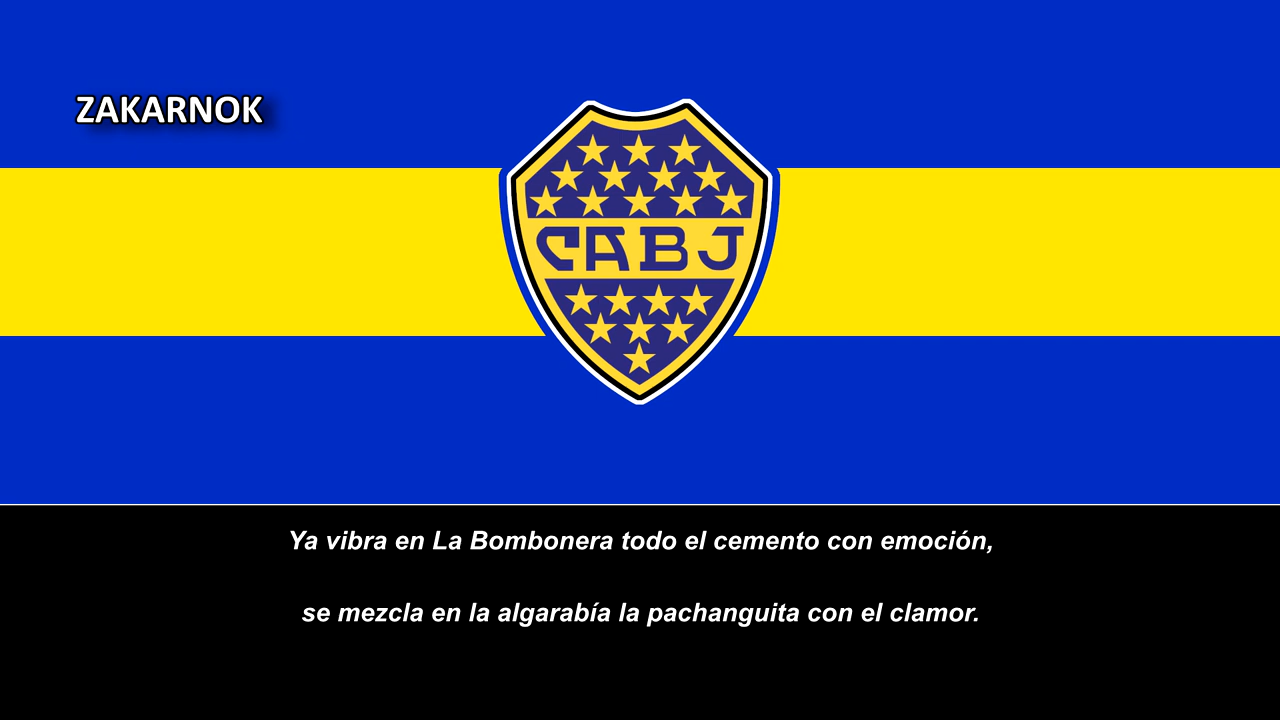 ZAKARNOK
CABJ
Ya vibra en La Bombonera todo el cemento con emoción,
se mezcla en la algarabía la pachanguita con el clamor.